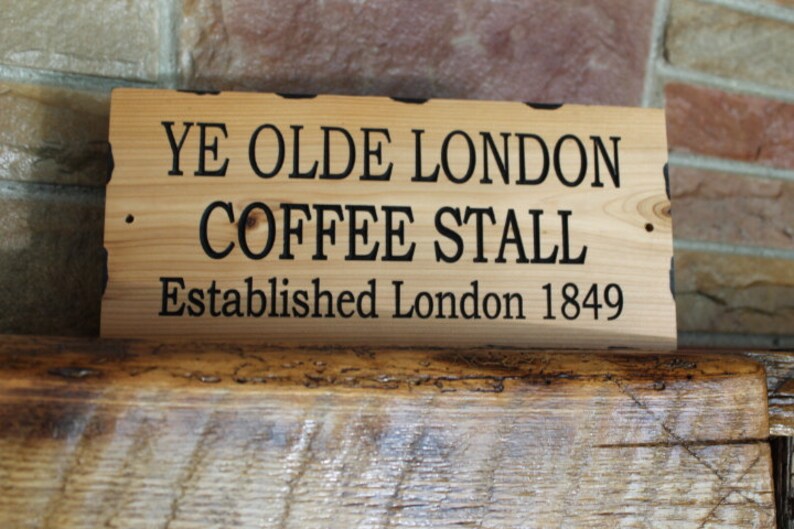 YE OLDE LONDON
COFFEE STALL
Established London 1849